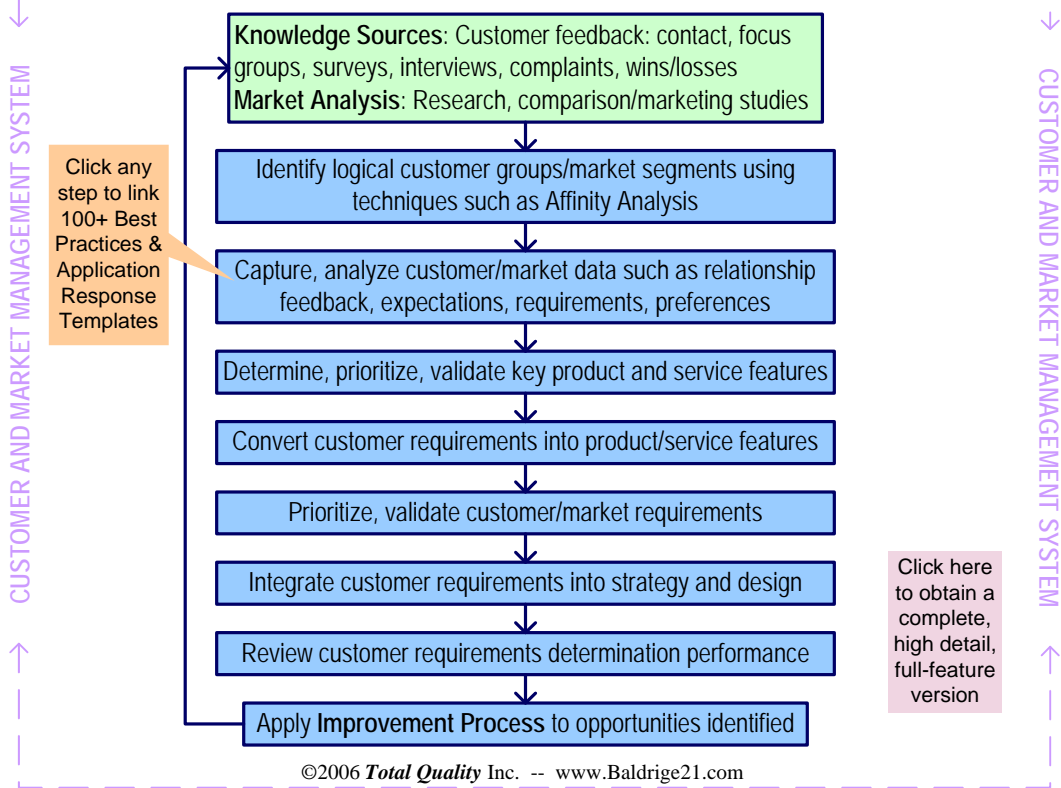 Knowledge Sources: Customer feedback: contact, focus
groups, surveys, interviews, complaints, wins/losses
Market Analysis: Research, comparison/marketing studies
Identify logical customer groups/market segments using
techniques such as Affinity Analysis
Click any
step to link
100+ Best
Practices &
Application
Response
Templates
Capture, analyze customer/market data such as relationship
feedback, expectations, requirements, preferences
Determine, prioritize, validate key product and service features
Convert customer requirements into product/service features
Prioritize, validate customer/market requirements
Integrate customer requirements into strategy and design
Review customer requirements determination performance
Apply Improvement Process to opportunities identified
Click here
to obtain a
complete,
high detail,
full-feature
version
CUSTOMER AND MARKET MANAGEMENT SYSTEM
CUSTOMER AND MARKET MANAGEMENT SYSTEM
©2006 Total Quality Inc. -- www.Baldrige21.com